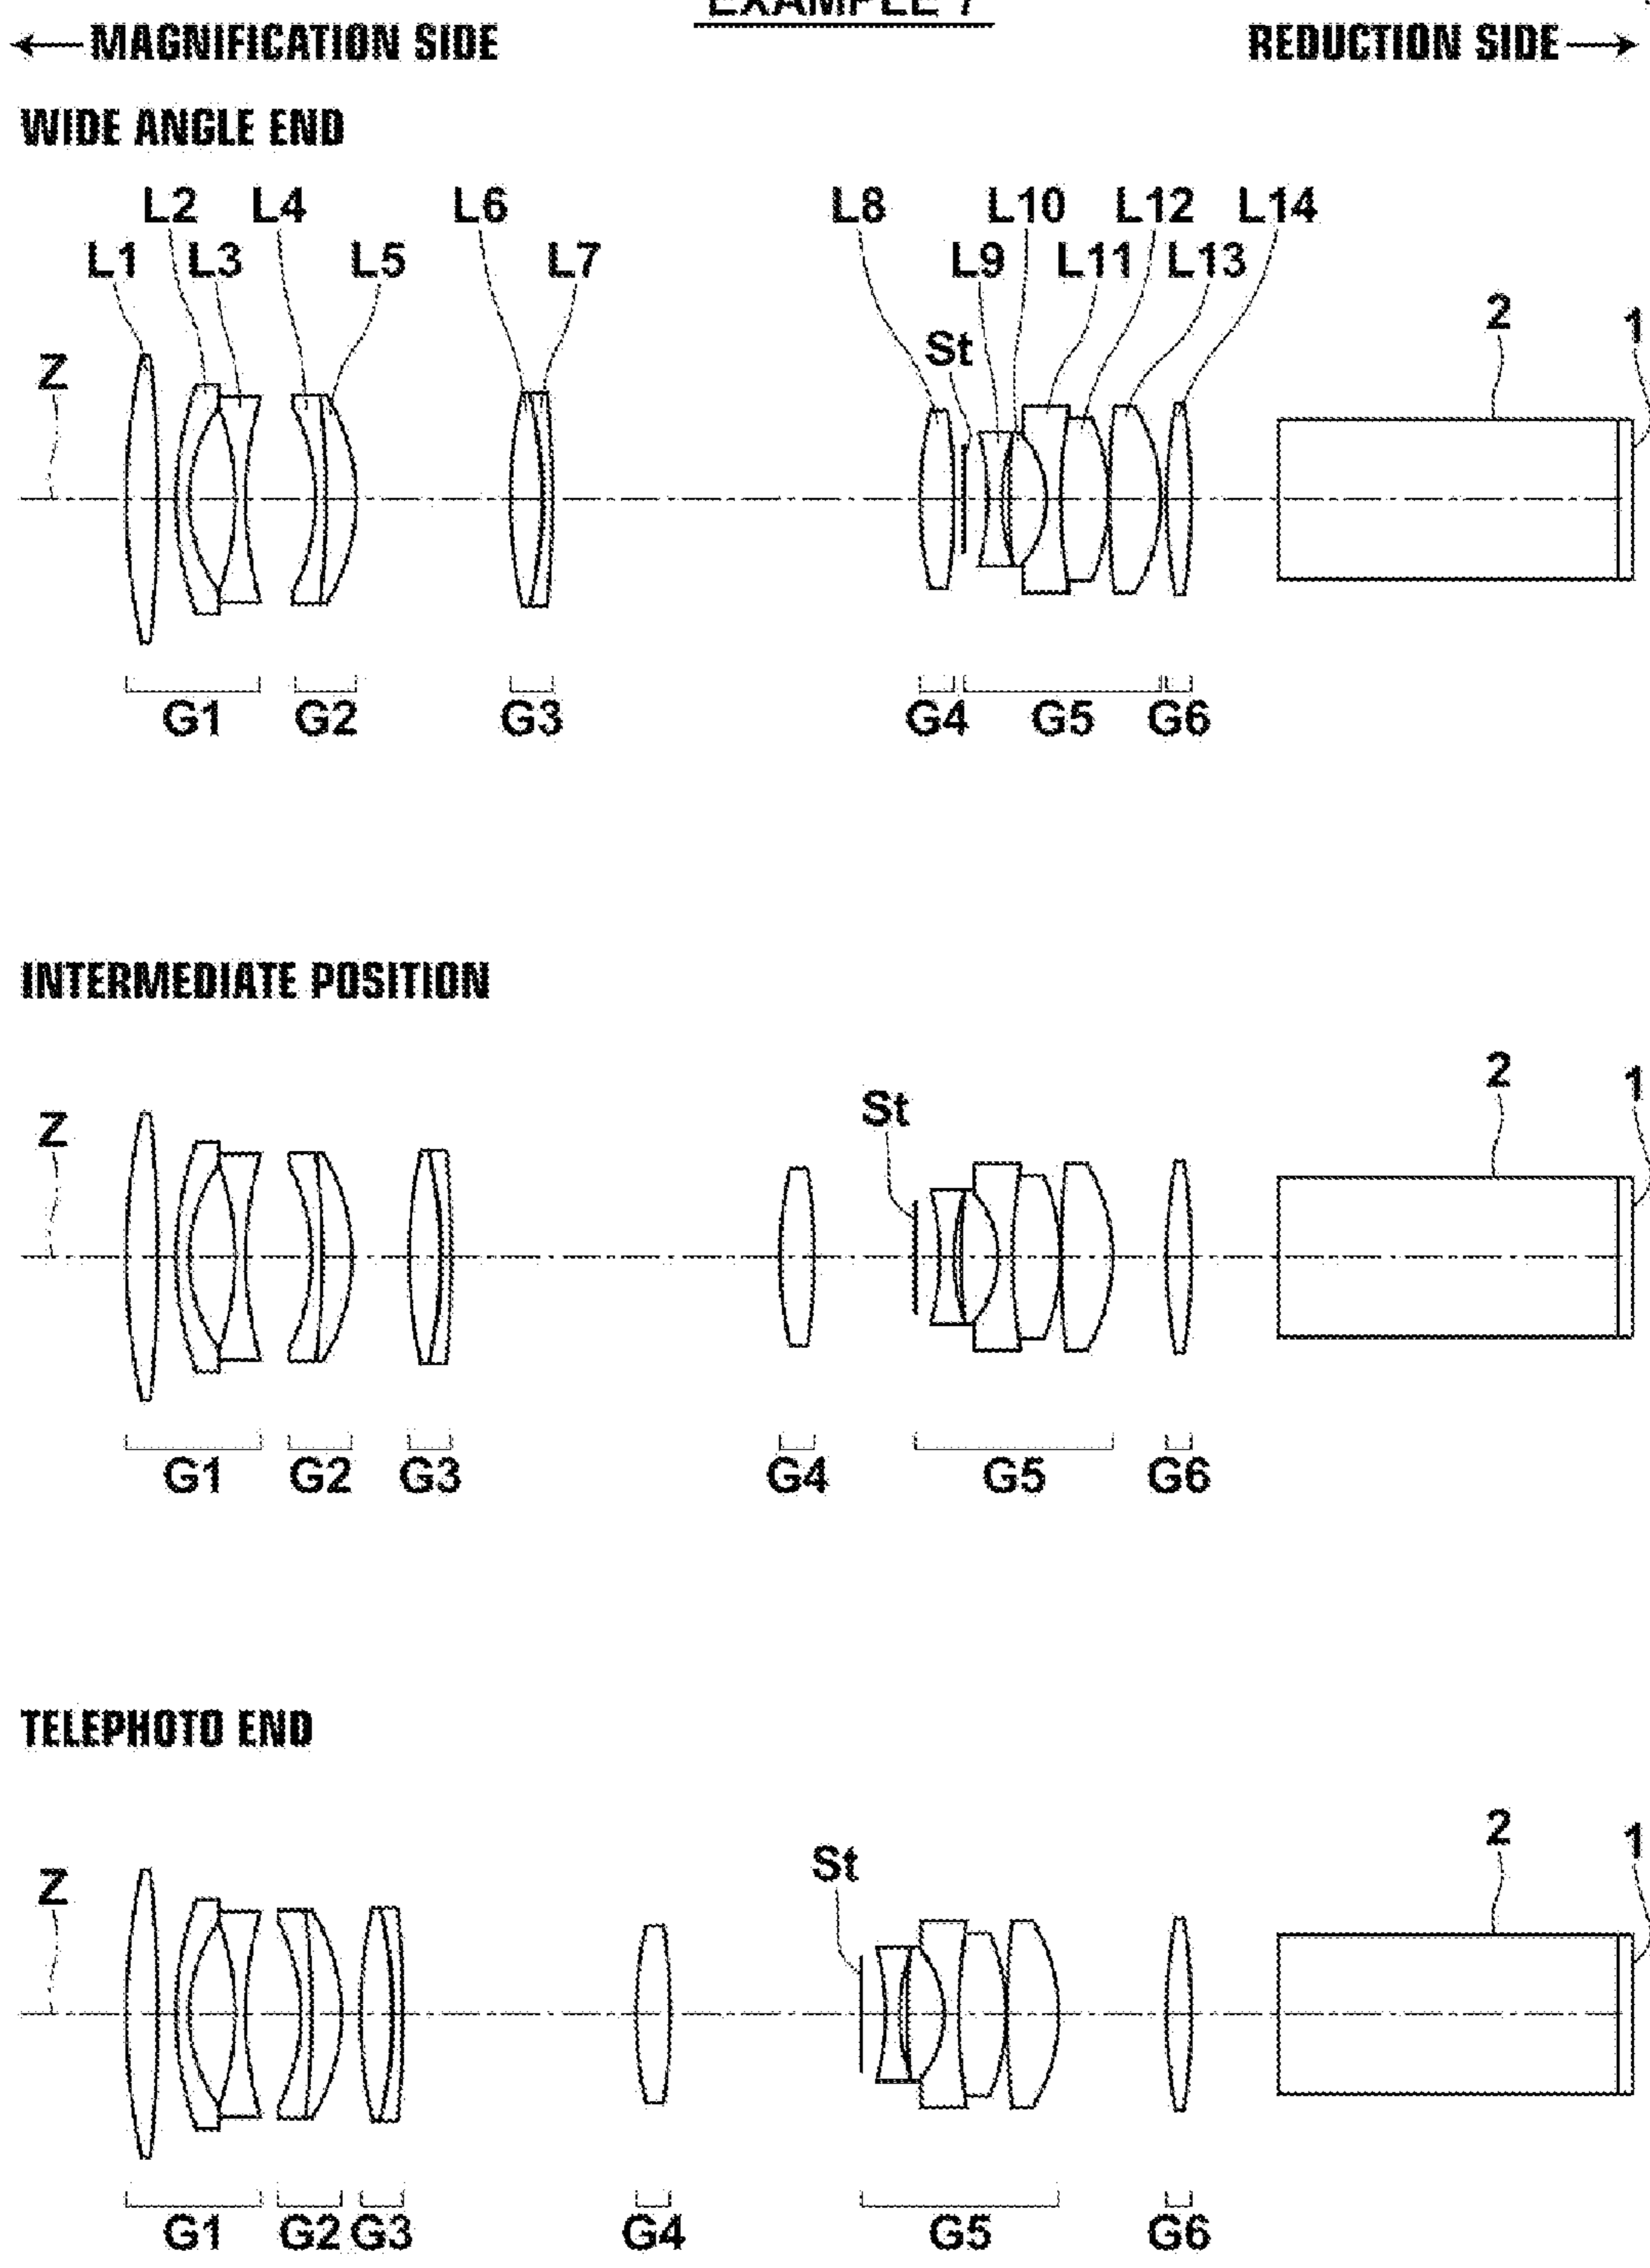 EXAMPLE 7
← MAGNIFICATION SIDE REDUCTION SIDE →
WIDE ANGLE END
L2 L4 L6 L8 L10 L12 L14
L1 L3 L5 L7 L9 L11 L13
Z St 2 1
G1 G2 G3 G4 G5 G6
INTERMEDIATE POSITION
Z St 2 1
G1 G2 G3 G4 G5 G6
TELEPHOTO END
Z St 2 1
G1 G2 G3 G4 G5 G6